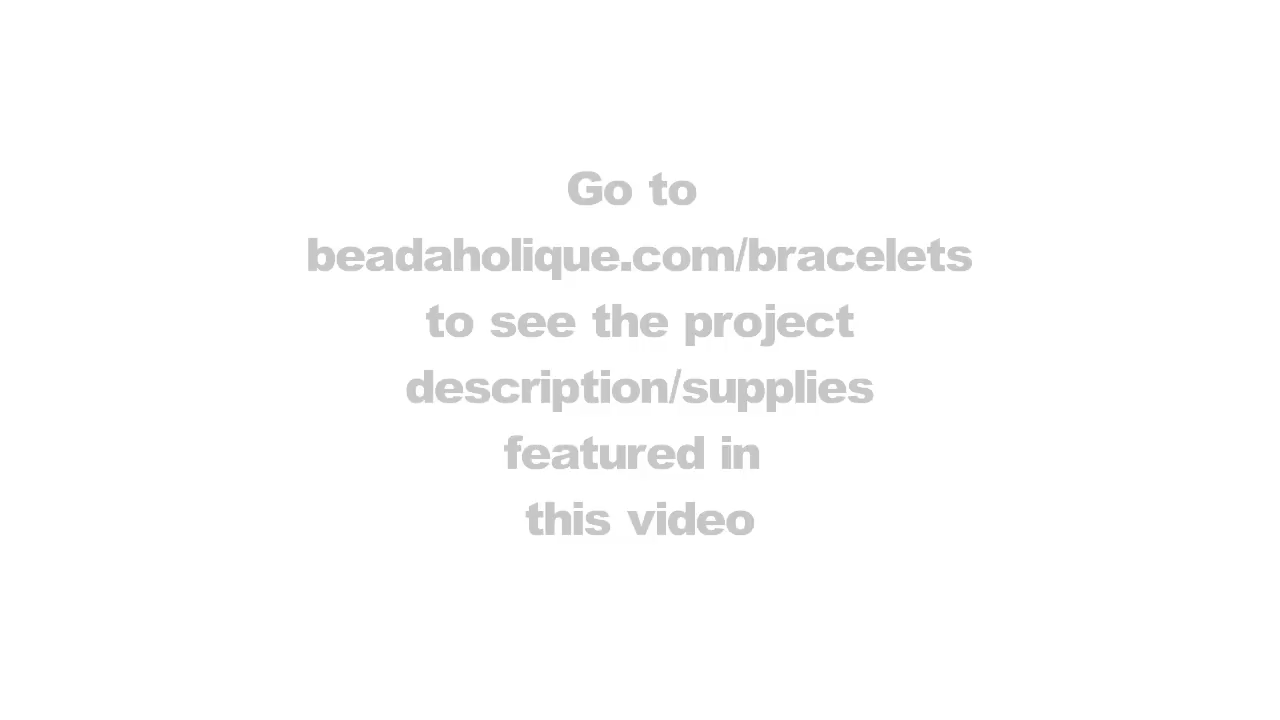 Go to
beadaholique.com/bracelets
to see the project
description/supplies
featured in
this video